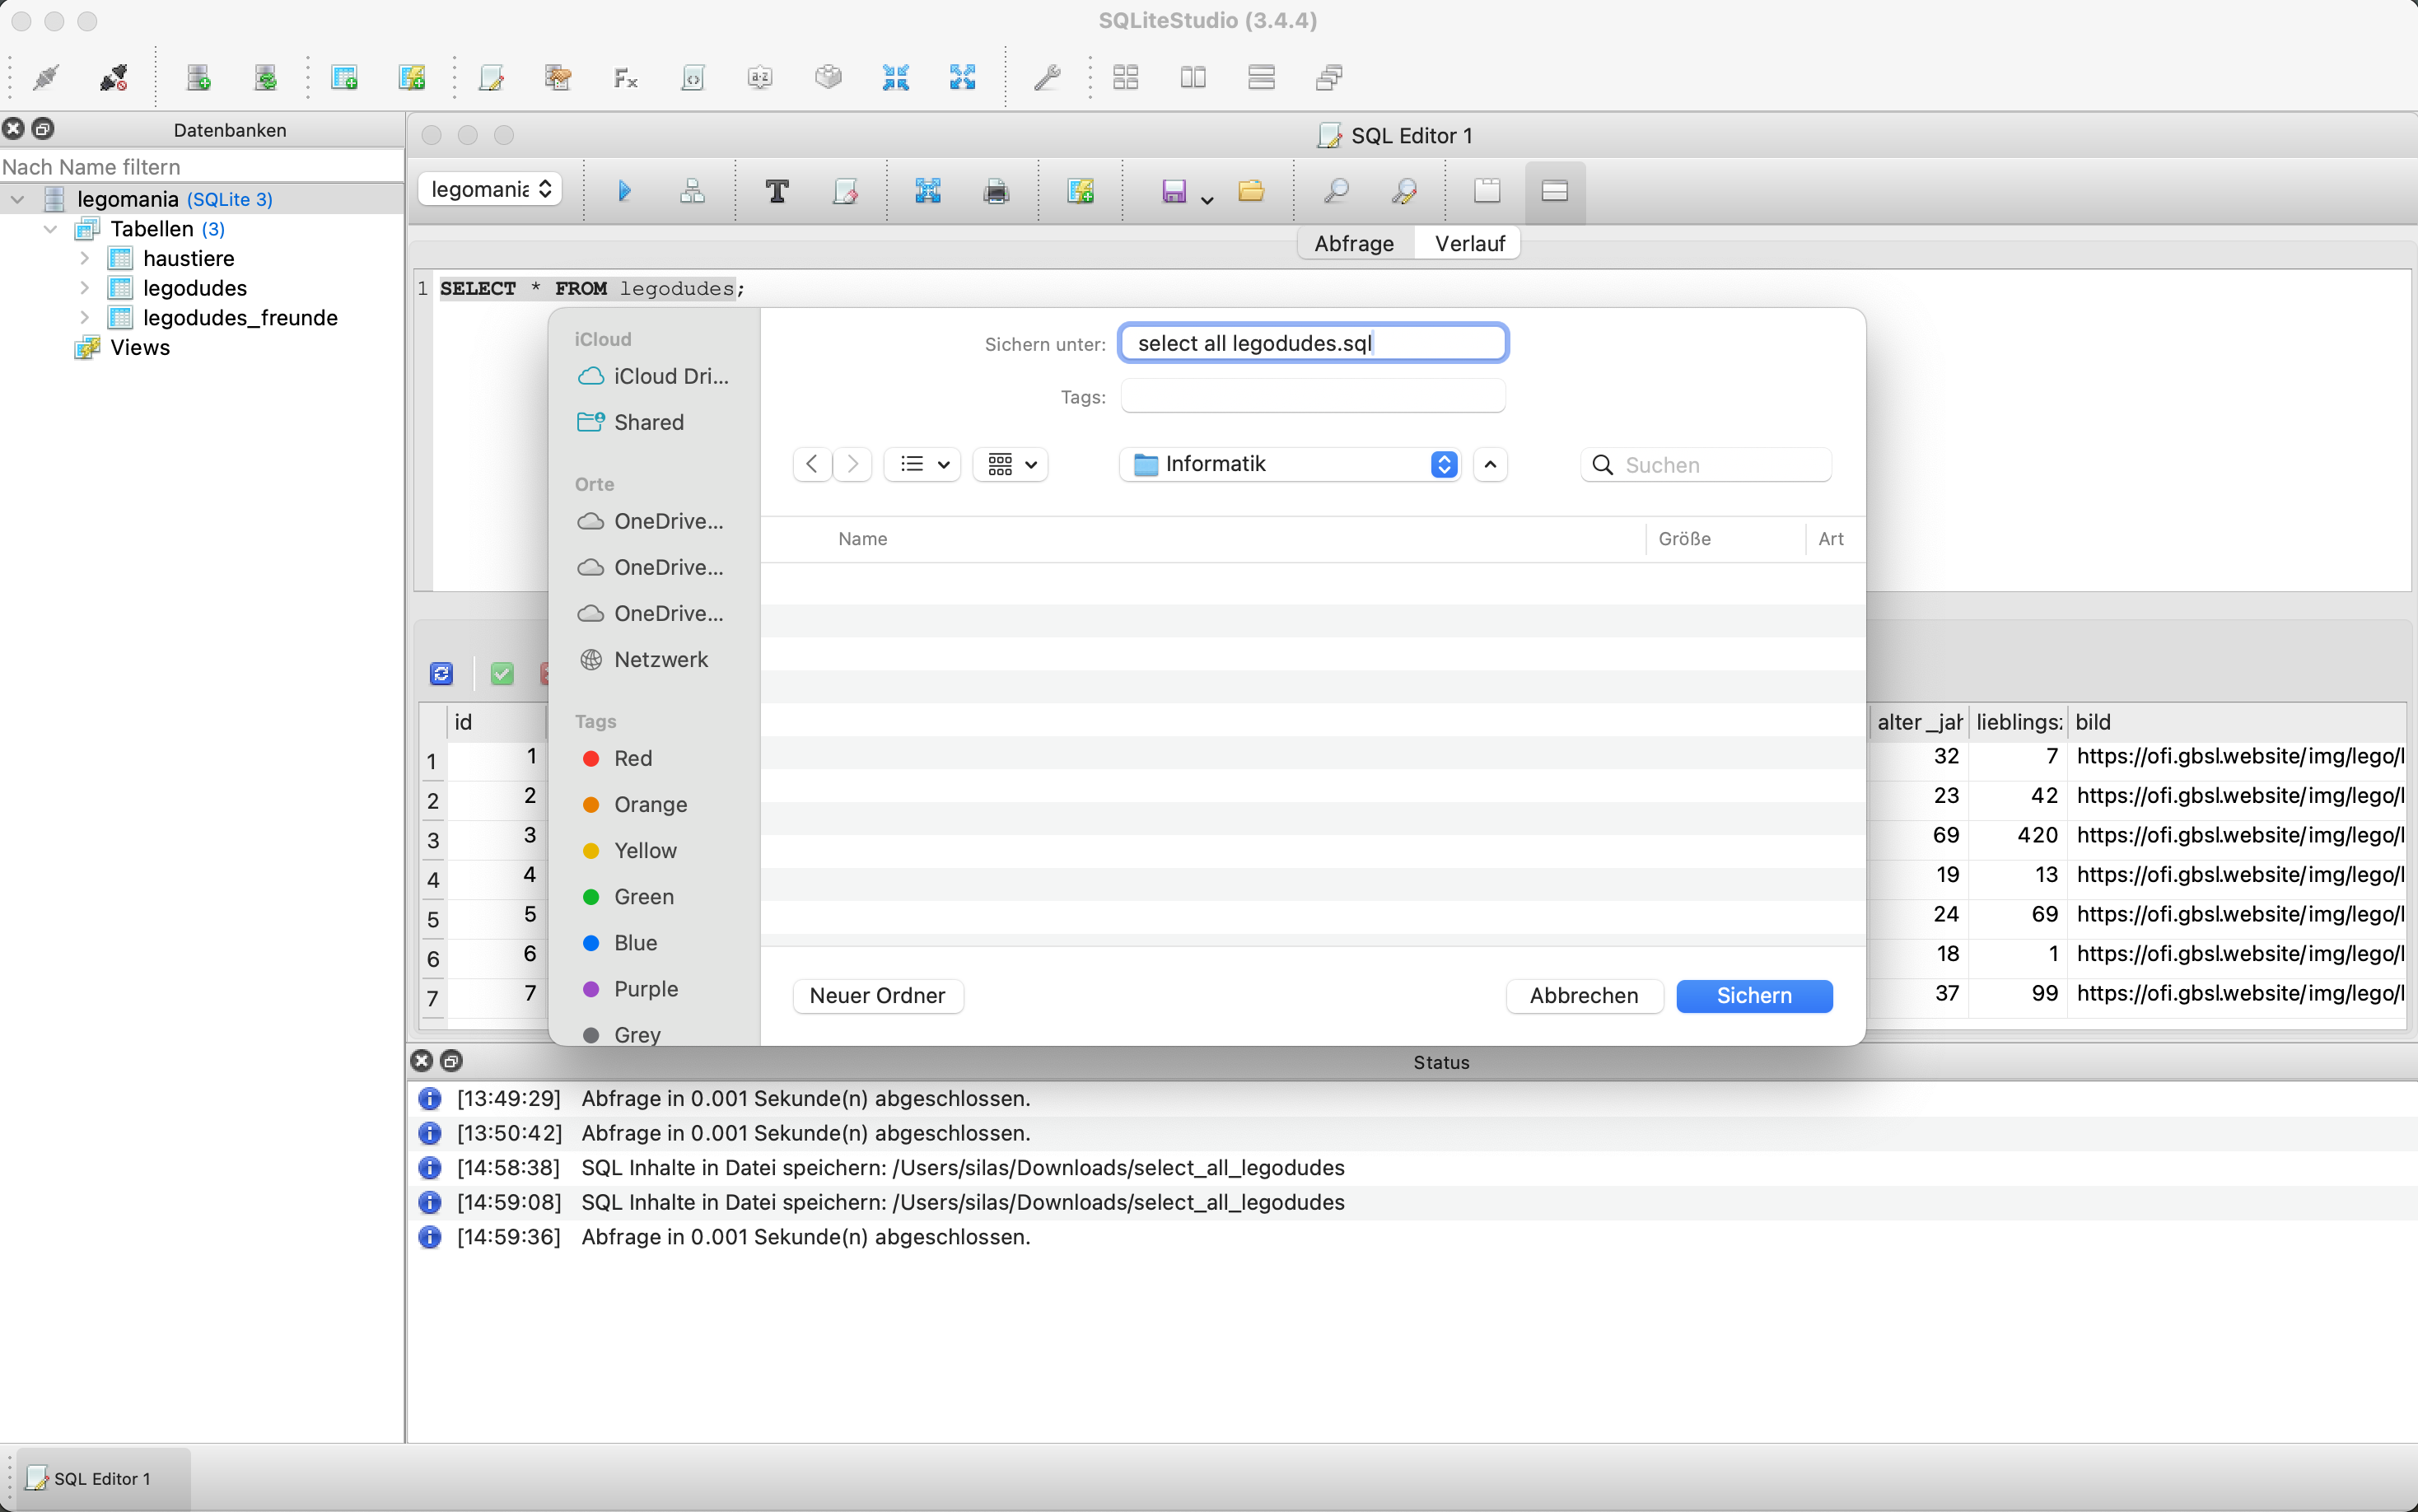 SQLiteStudio (3.4.4)
Fx
a-z
Datenbanken
SQL Editor 1
Nach Name filtern
legomania (SQLite 3)
Tabellen (3)
haustiere
legodudes
legodudes_freunde
Views
legomania
T
Abfrage Verlauf
1 SELECT * FROM legodudes;
iCloud
iCloud Dri...
Shared
Orte
OneDrive...
OneDrive...
OneDrive...
Netzwerk
Tags
Red
Orange
Yellow
Green
Blue
Purple
Grey
Sichern unter: select all legodudes.sql
Tags:
Informatik
Suchen
Name Größe Art
Neuer Ordner Abbrechen Sichern
id alter_jah lieblingsz bild
1 1 32 7 https://ofi.gbsl.website/img/lego/l
2 2 23 42 https://ofi.gbsl.website/img/lego/l
3 3 69 420 https://ofi.gbsl.website/img/lego/l
4 4 19 13 https://ofi.gbsl.website/img/lego/l
5 5 24 69 https://ofi.gbsl.website/img/lego/l
6 6 18 1 https://ofi.gbsl.website/img/lego/l
7 7 37 99 https://ofi.gbsl.website/img/lego/l
Status
[13:49:29] Abfrage in 0.001 Sekunde(n) abgeschlossen.
[13:50:42] Abfrage in 0.001 Sekunde(n) abgeschlossen.
[14:58:38] SQL Inhalte in Datei speichern: /Users/silas/Downloads/select_all_legodudes
[14:59:08] SQL Inhalte in Datei speichern: /Users/silas/Downloads/select_all_legodudes
[14:59:36] Abfrage in 0.001 Sekunde(n) abgeschlossen.
SQL Editor 1